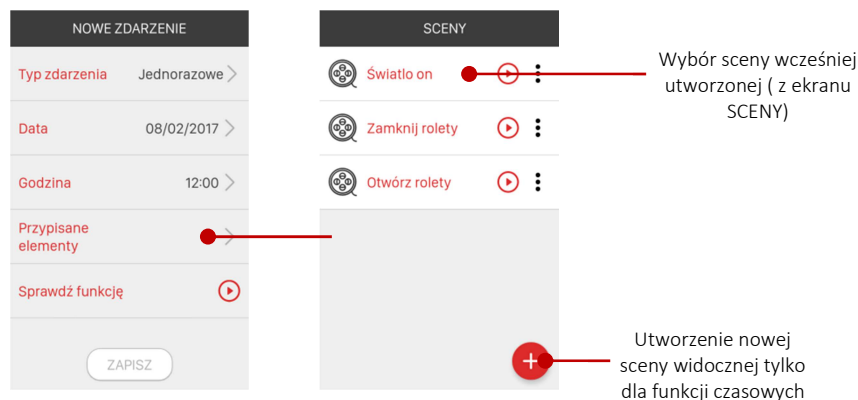 NOWE ZDARZENIE
Typ zdarzenia Jednorazowe
Data 08/02/2017
Godzina 12:00
Przypisane
elementy
Sprawdź funkcję
ZAPISZ
SCENY
Światlo on
Zamknij rolety
Otwórz rolety
Wybór sceny wcześniej
utworzonej ( z ekranu
SCENY)
Utworzenie nowej
sceny widocznej tylko
dla funkcji czasowych